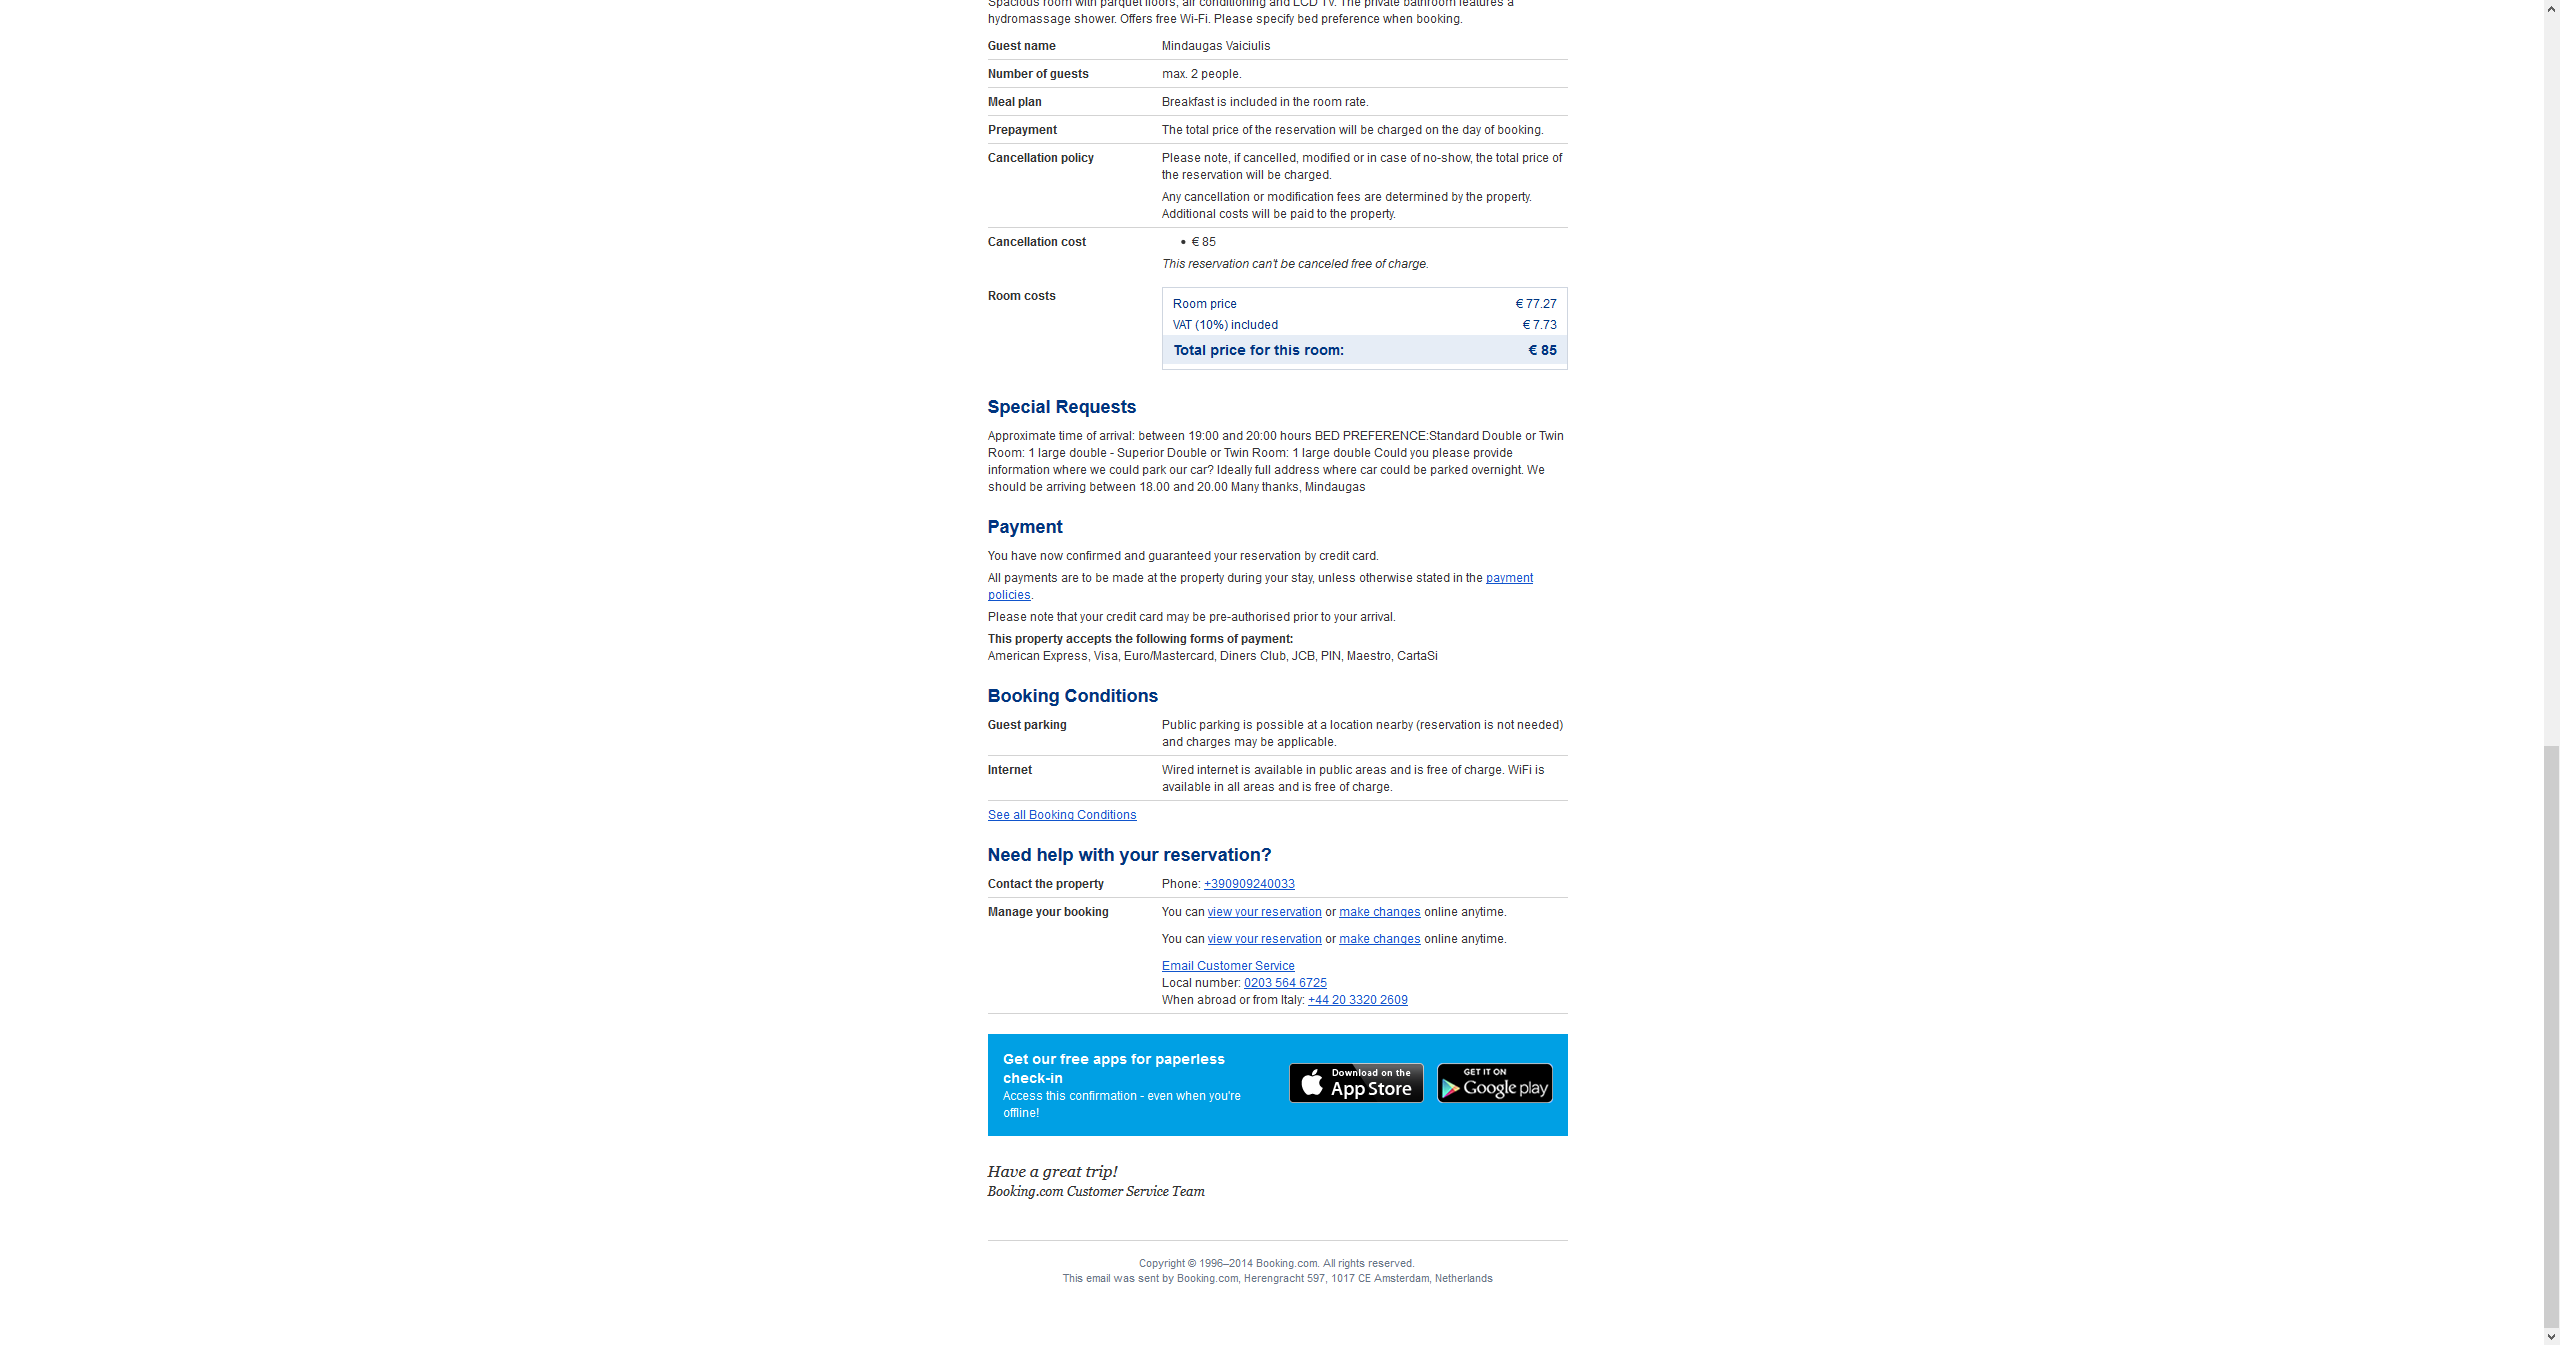 Spacious room with parquet floors, air conditioning and LCD TV. The private bathroom features a
hydromassage shower. Offers free Wi-Fi. Please specify bed preference when booking.
Guest name Mindaugas Vaiciulis
Number of guests max. 2 people.
Meal plan Breakfast is included in the room rate.
Prepayment The total price of the reservation will be charged on the day of booking.
Cancellation policy Please note, if cancelled, modified or in case of no-show, the total price of
the reservation will be charged.
Any cancellation or modification fees are determined by the property.
Additional costs will be paid to the property.
Cancellation cost • € 85
This reservation can't be canceled free of charge.
Room costs
Room price € 77.27
VAT (10%) included € 7.73
Total price for this room: € 85
Special Requests
Approximate time of arrival: between 19:00 and 20:00 hours BED PREFERENCE:Standard Double or Twin
Room: 1 large double - Superior Double or Twin Room: 1 large double Could you please provide
information where we could park our car? Ideally full address where car could be parked overnight. We
should be arriving between 18.00 and 20.00 Many thanks, Mindaugas
Payment
You have now confirmed and guaranteed your reservation by credit card.
All payments are to be made at the property during your stay, unless otherwise stated in the payment
policies.
Please note that your credit card may be pre-authorised prior to your arrival.
This property accepts the following forms of payment:
American Express, Visa, Euro/Mastercard, Diners Club, JCB, PIN, Maestro, CartaSi
Booking Conditions
Guest parking Public parking is possible at a location nearby (reservation is not needed)
and charges may be applicable.
Internet Wired internet is available in public areas and is free of charge. WiFi is
available in all areas and is free of charge.
See all Booking Conditions
Need help with your reservation?
Contact the property Phone: +390909240033
Manage your booking You can view your reservation or make changes online anytime.
You can view your reservation or make changes online anytime.
Email Customer Service
Local number: 0203 564 6725
When abroad or from Italy: +44 20 3320 2609
Get our free apps for paperless
check-in
Access this confirmation - even when you're
offline!
Download on the
App Store
GET IT ON
Google play
Have a great trip!
Booking.com Customer Service Team
Copyright © 1996–2014 Booking.com. All rights reserved.
This email was sent by Booking.com, Herengracht 597, 1017 CE Amsterdam, Netherlands